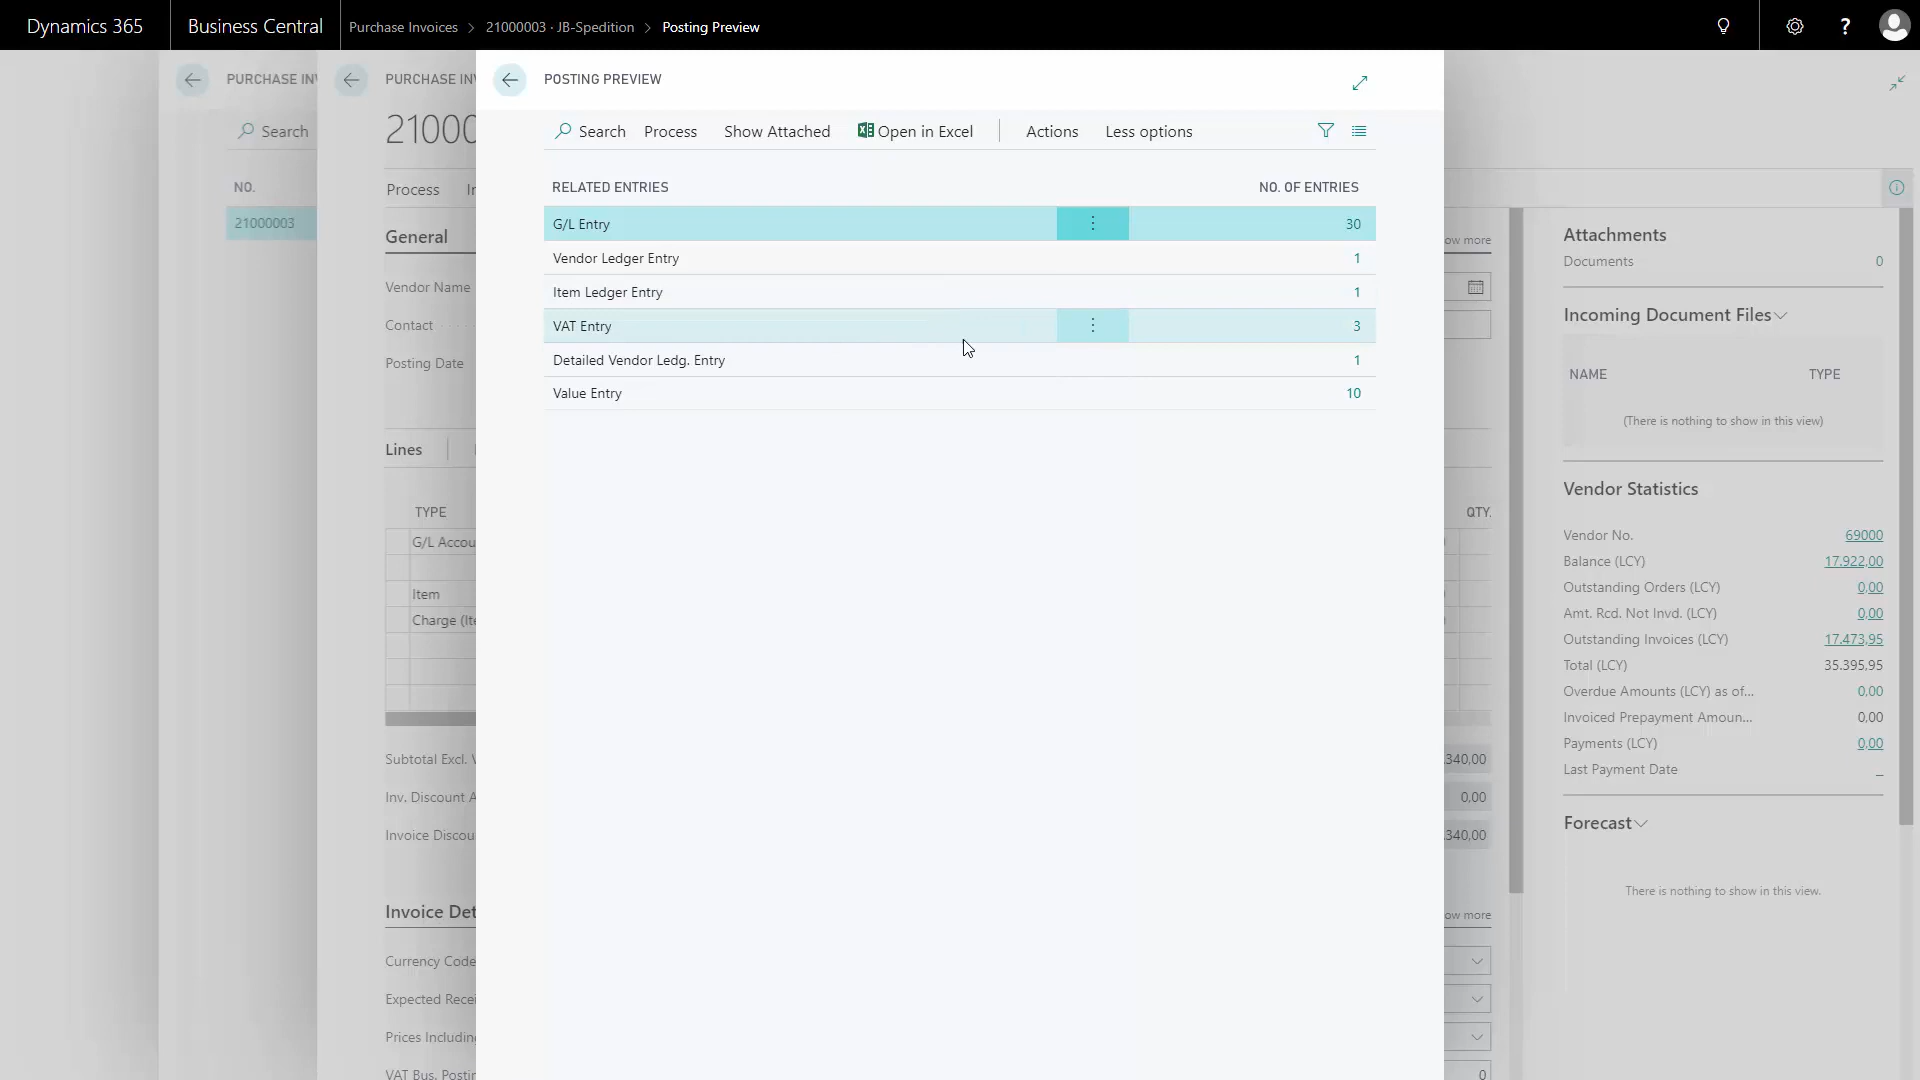 Dynamics 365
Business Central
Purchase Invoices > 21000003 · JB-Spedition > Posting Preview
?
PURCHASE INV
Search
NO.
21000003
PURCHASE INV
21000
Process
General
Vendor Name
Contact
Posting Date
Lines
TYPE
G/L Accou
Item
Charge (Ite
Subtotal Excl. V
Inv. Discount A
Invoice Discou
Invoice Det
Currency Code
Expected Recei
Prices Includin
VAT Bus. Postin
POSTING PREVIEW
Search Process Show Attached Open in Excel Actions Less options
RELATED ENTRIES NO. OF ENTRIES
G/L Entry 30
Vendor Ledger Entry 1
Item Ledger Entry 1
VAT Entry 3
Detailed Vendor Ledg. Entry 1
Value Entry 10
ow more
QTY.
340,00
0,00
340,00
ow more
0
Attachments
Documents 0
Incoming Document Files
NAME TYPE
(There is nothing to show in this view)
Vendor Statistics
Vendor No. 69000
Balance (LCY) 17.922,00
Outstanding Orders (LCY) 0,00
Amt. Rcd. Not Invd. (LCY) 0,00
Outstanding Invoices (LCY) 17.473,95
Total (LCY) 35.395,95
Overdue Amounts (LCY) as of... 0,00
Invoiced Prepayment Amoun... 0,00
Payments (LCY) 0,00
Last Payment Date _
Forecast
There is nothing to show in this view.